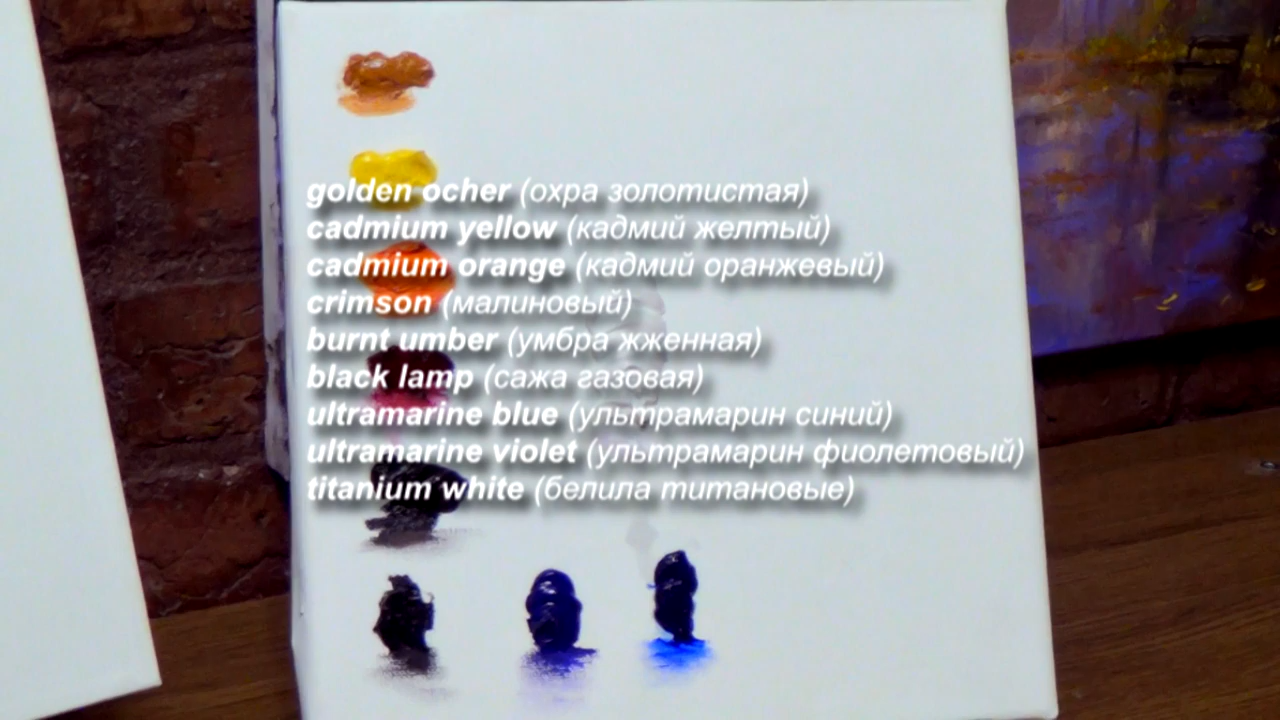 golden ocher (охра золотистая)
cadmium yellow (кадмий желтый)
cadmium orange (кадмий оранжевый)
crimson (малиновый)
burnt umber (умбра жженная)
black lamp (сажа газовая)
ultramarine blue (ультрамарин синий)
ultramarine violet (ультрамарин фиолетовый)
titanium white (белила титановые)